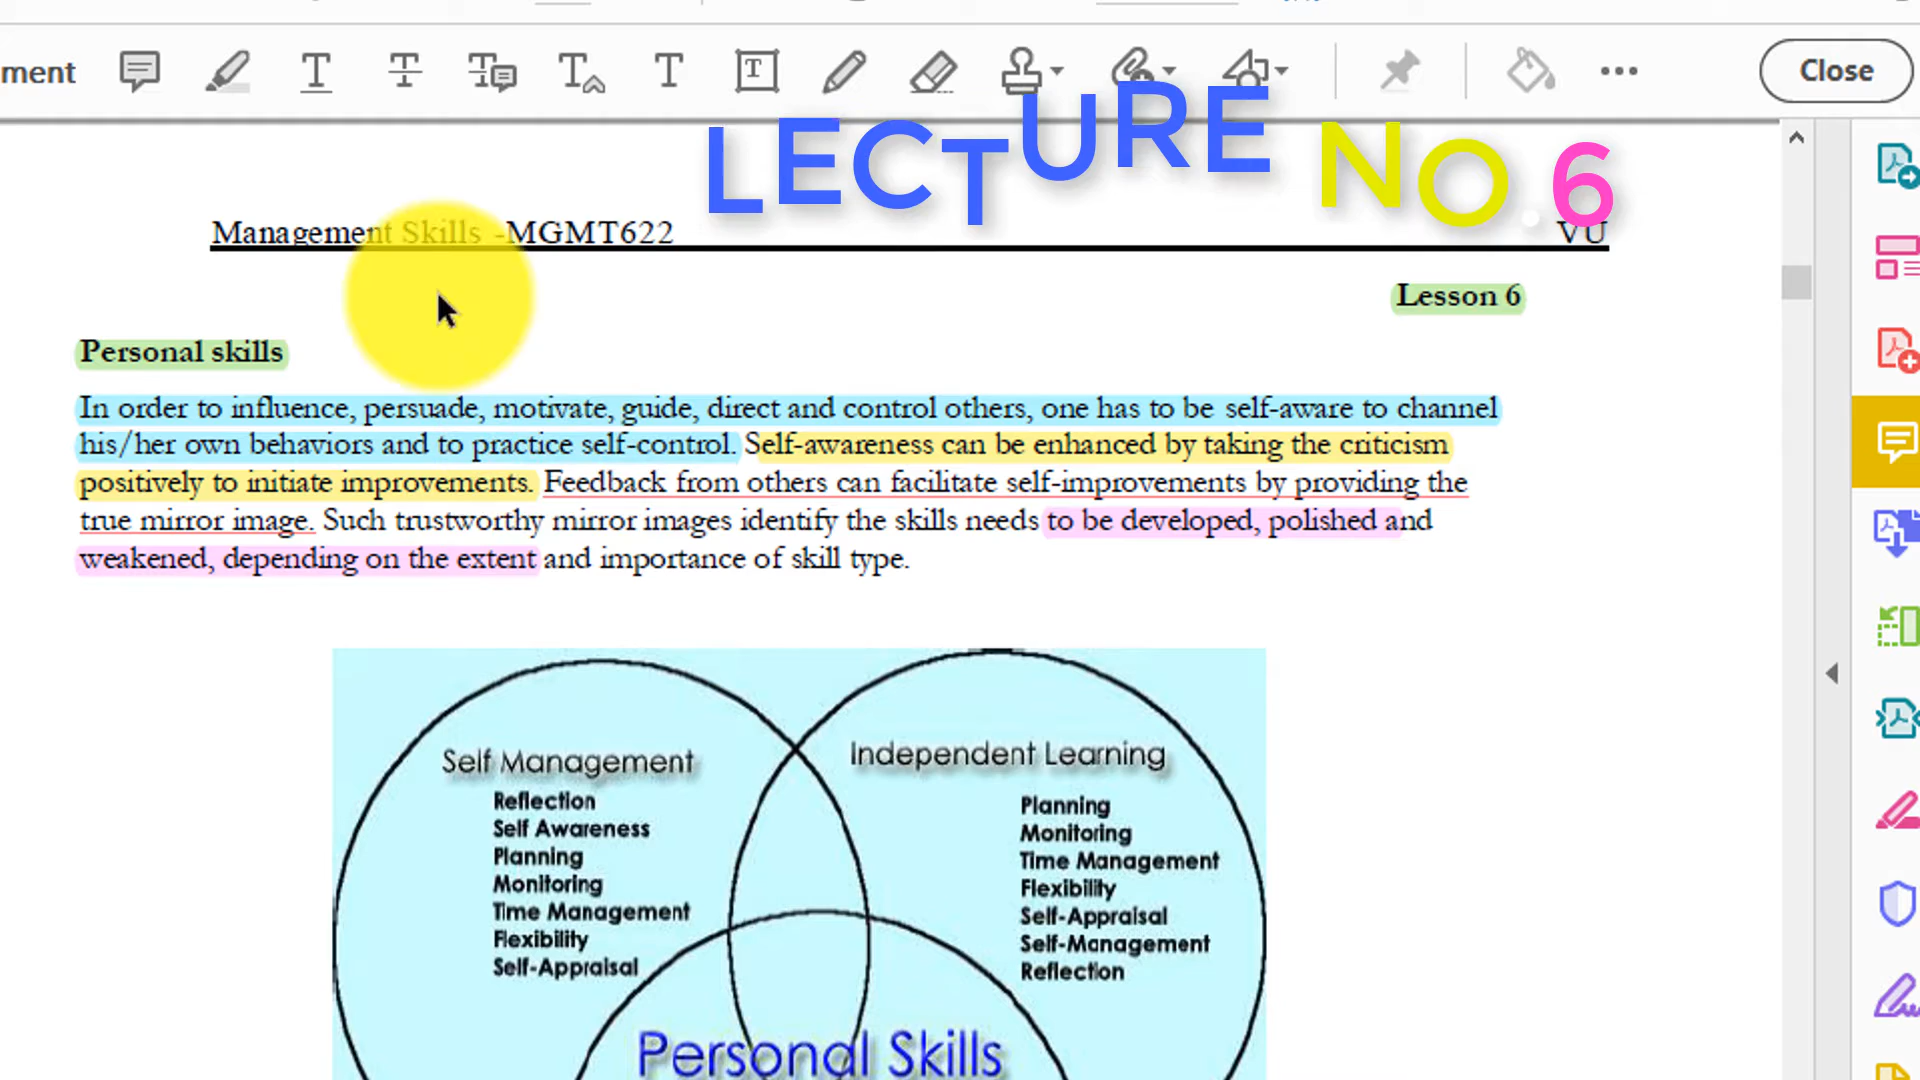 ment
Close
LECTURE NO.6
Management Skills -MGMT622 VU
Lesson 6
Personal skills
In order to influence, persuade, motivate, guide, direct and control others, one has to be self-aware to channel
his/her own behaviors and to practice self-control. Self-awareness can be enhanced by taking the criticism
positively to initiate improvements. Feedback from others can facilitate self-improvements by providing the
true mirror image. Such trustworthy mirror images identify the skills needs to be developed, polished and
weakened, depending on the extent and importance of skill type.
Self Management
Reflection
Self Awareness
Planning
Monitoring
Time Management
Flexibility
Self-Appraisal
Independent Learning
Planning
Monitoring
Time Management
Flexibility
Self-Appraisal
Self-Management
Reflection
Personal Skills